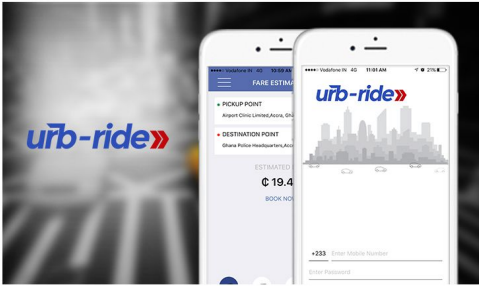 urb-ride»
Vodafone IN 4G 10:59 AM
FARE ESTIMA
PICKUP POINT
Airport Clinic Limited,Accra, Gha
DESTINATION POINT
Ghana Police Headquarters,Acc
ESTIMATED
₵ 19.4
BOOK NO
Vodafone IN 4G 11:01 AM 21%
urb-ride»
+233 Enter Mobile Number
Enter Password